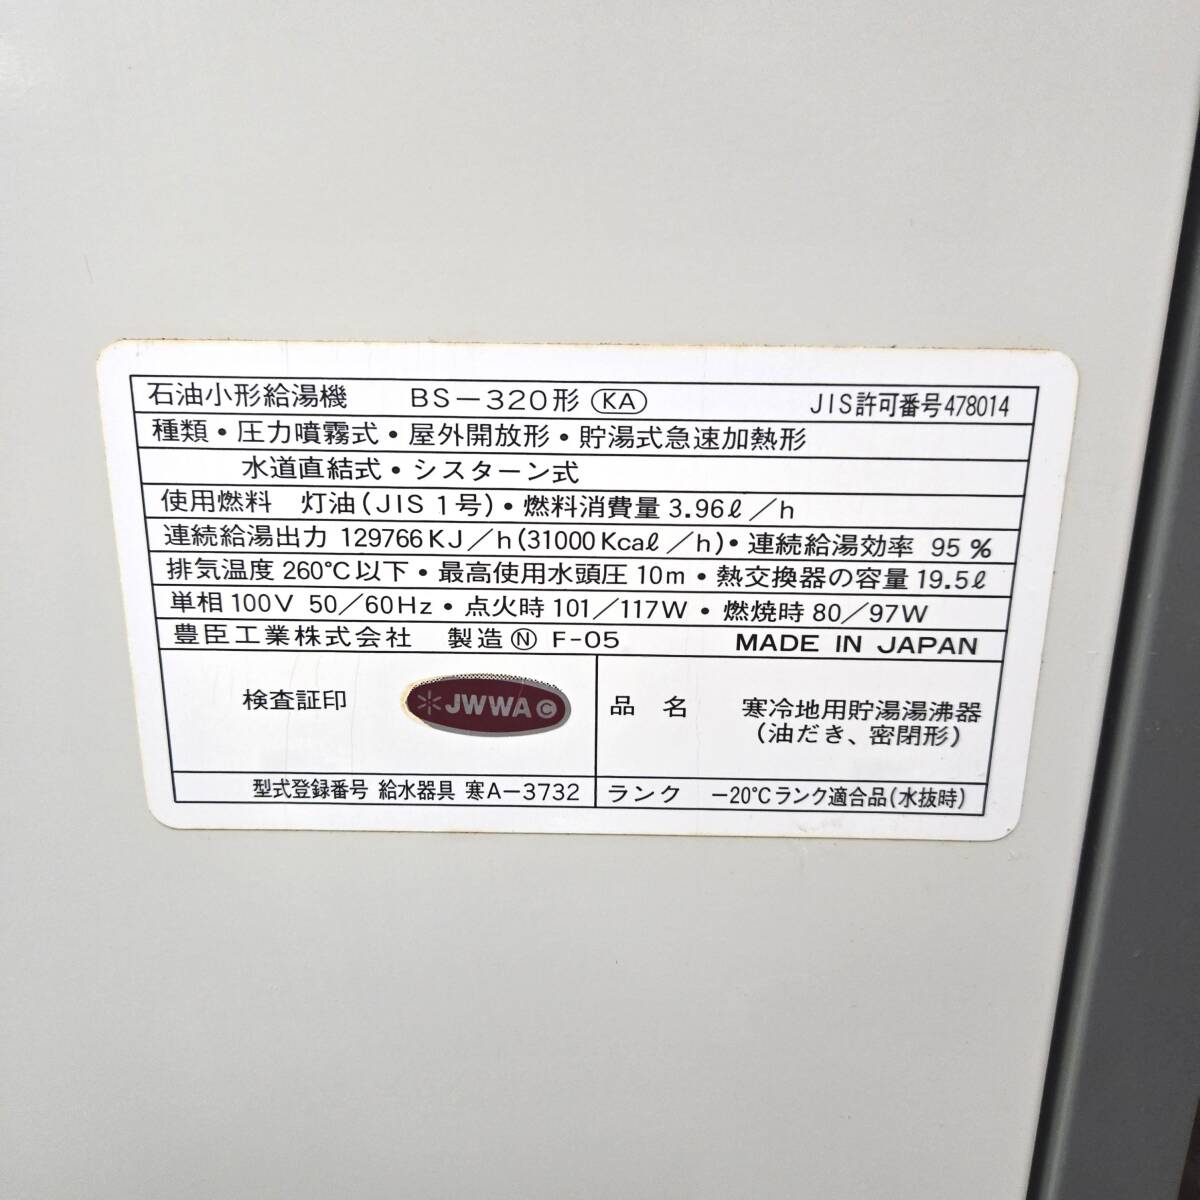 石油小形給湯機 BS-320形 KA JIS許可番号478014
種類・圧力噴霧式・屋外開放形・貯湯式急速加熱形
水道直結式・シスターン式
使用燃料 灯油(JIS1号)・燃料消費量 3.96ℓ/h
連続給湯出力 129766KJ/h(31000Kcaℓ/h)・連続給湯効率 95%
排気温度 260℃以下・最高使用水頭圧 10m・熱交換器の容量 19.5ℓ
単相100V 50/60Hz・点火時 101/117W・燃焼時 80/97W
豊臣工業株式会社 製造 Ⓝ F-05 MADE IN JAPAN
検査証印 JWWA C
品名 寒冷地用貯湯湯沸器
(油だき、密閉形)
型式登録番号 給水器具 寒A-3732
ランク -20℃ランク適合品(水抜時)